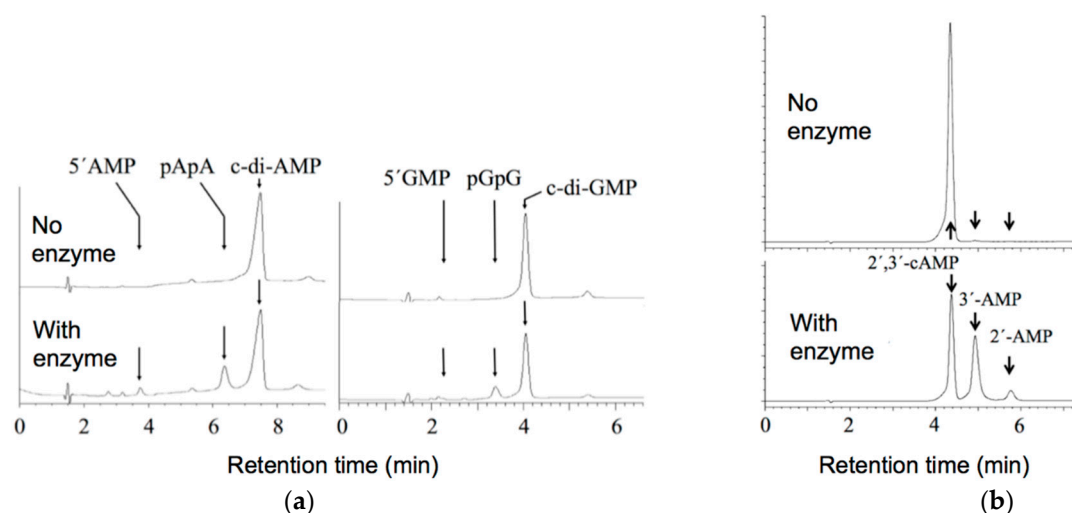 5´AMP pApA c-di-AMP
No
enzyme
With
enzyme
0 2 4 6 8
5´GMP pGpG c-di-GMP
0 2 4 6
Retention time (min)
(a)
No
enzyme
2´,3´-cAMP
3´-AMP
2´-AMP
With
enzyme
0 2 4 6
Retention time (min)
(b)